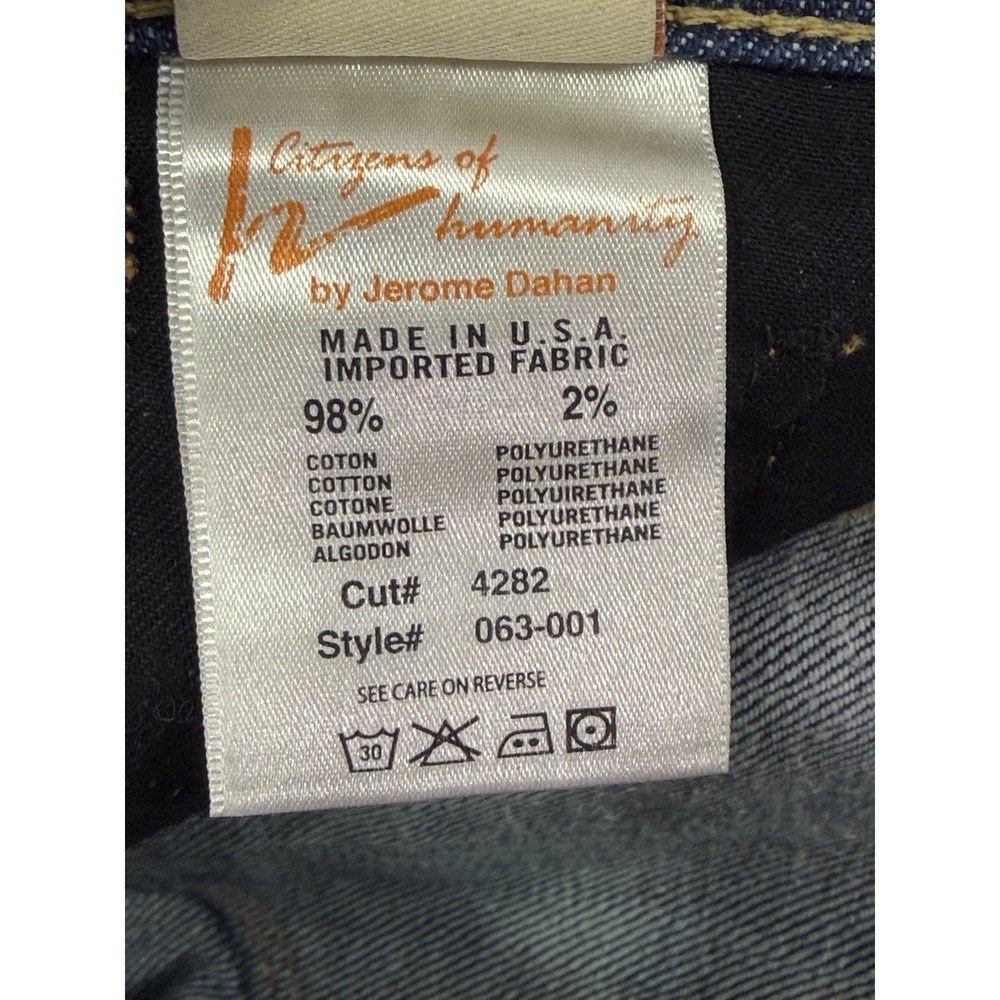 Citizens of
humanity
by Jerome Dahan
MADE IN U.S.A.
IMPORTED FABRIC
98% 2%
COTON POLYURETHANE
COTTON POLYURETHANE
COTONE POLYUIRETHANE
BAUMWOLLE POLYURETHANE
ALGODON POLYURETHANE
Cut# 4282
Style# 063-001
SEE CARE ON REVERSE
30